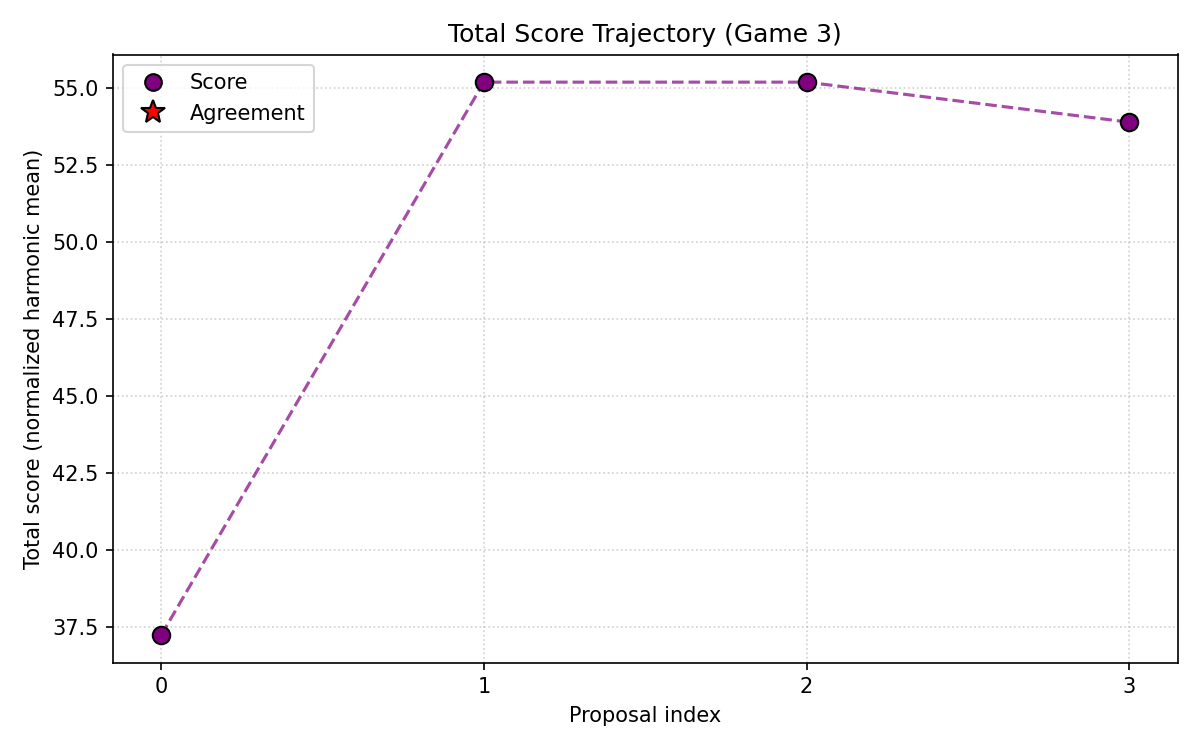 Total Score Trajectory (Game 3)
Score
Agreement
Total score (normalized harmonic mean)
55.0
52.5
50.0
47.5
45.0
42.5
40.0
37.5
0 1 2 3
Proposal index